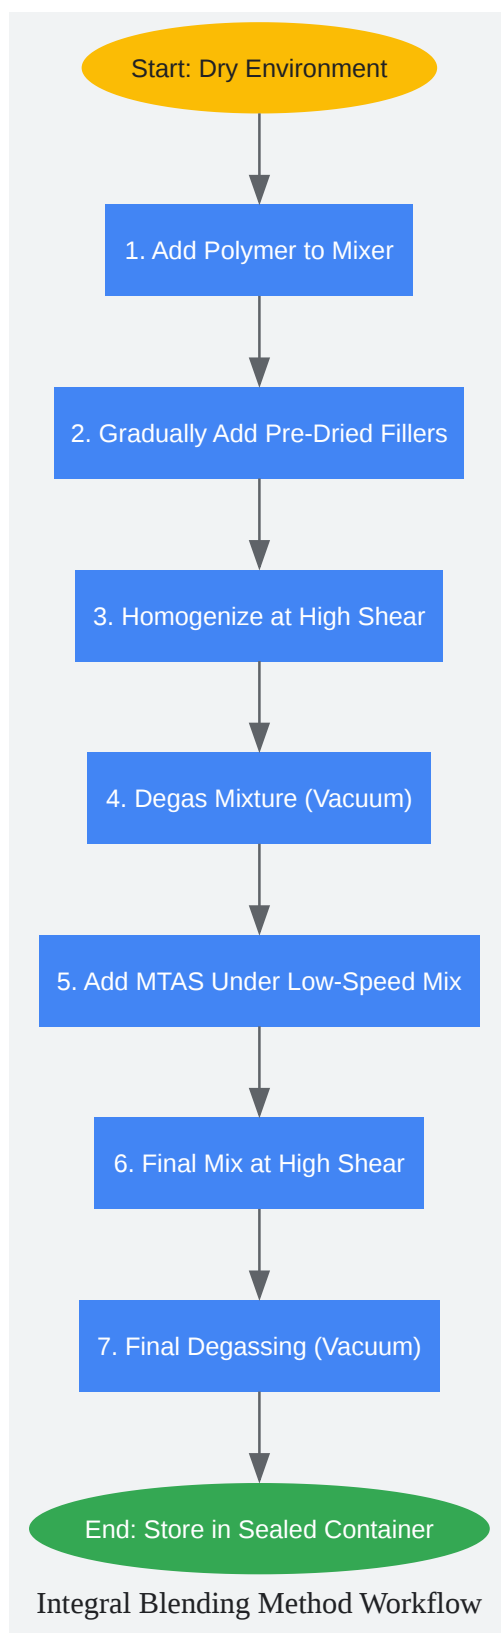 Start: Dry Environment
1. Add Polymer to Mixer
2. Gradually Add Pre-Dried Fillers
3. Homogenize at High Shear
4. Degas Mixture (Vacuum)
5. Add MTAS Under Low-Speed Mix
6. Final Mix at High Shear
7. Final Degassing (Vacuum)
End: Store in Sealed Container
Integral Blending Method Workflow